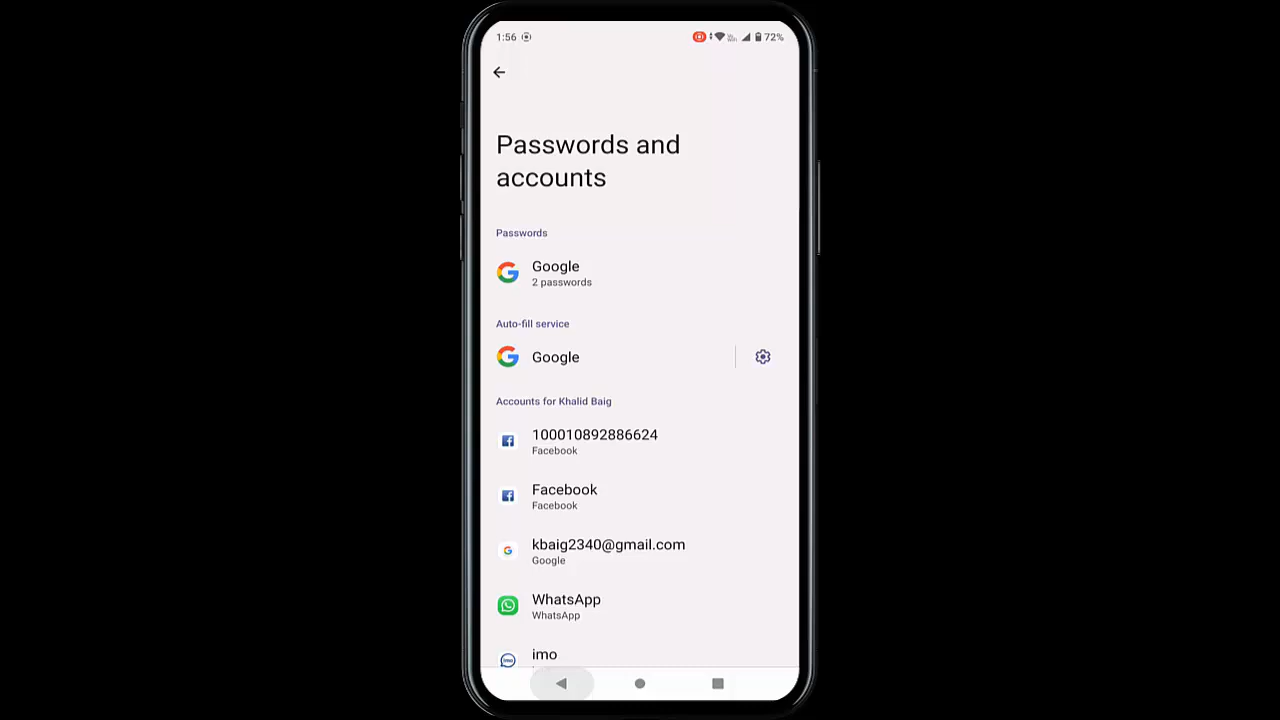 1:56 72%
Passwords and
accounts
Passwords
Google
2 passwords
Auto-fill service
Google
Accounts for Khalid Baig
100010892886624
Facebook
Facebook
Facebook
kbaig2340@gmail.com
Google
WhatsApp
WhatsApp
imo